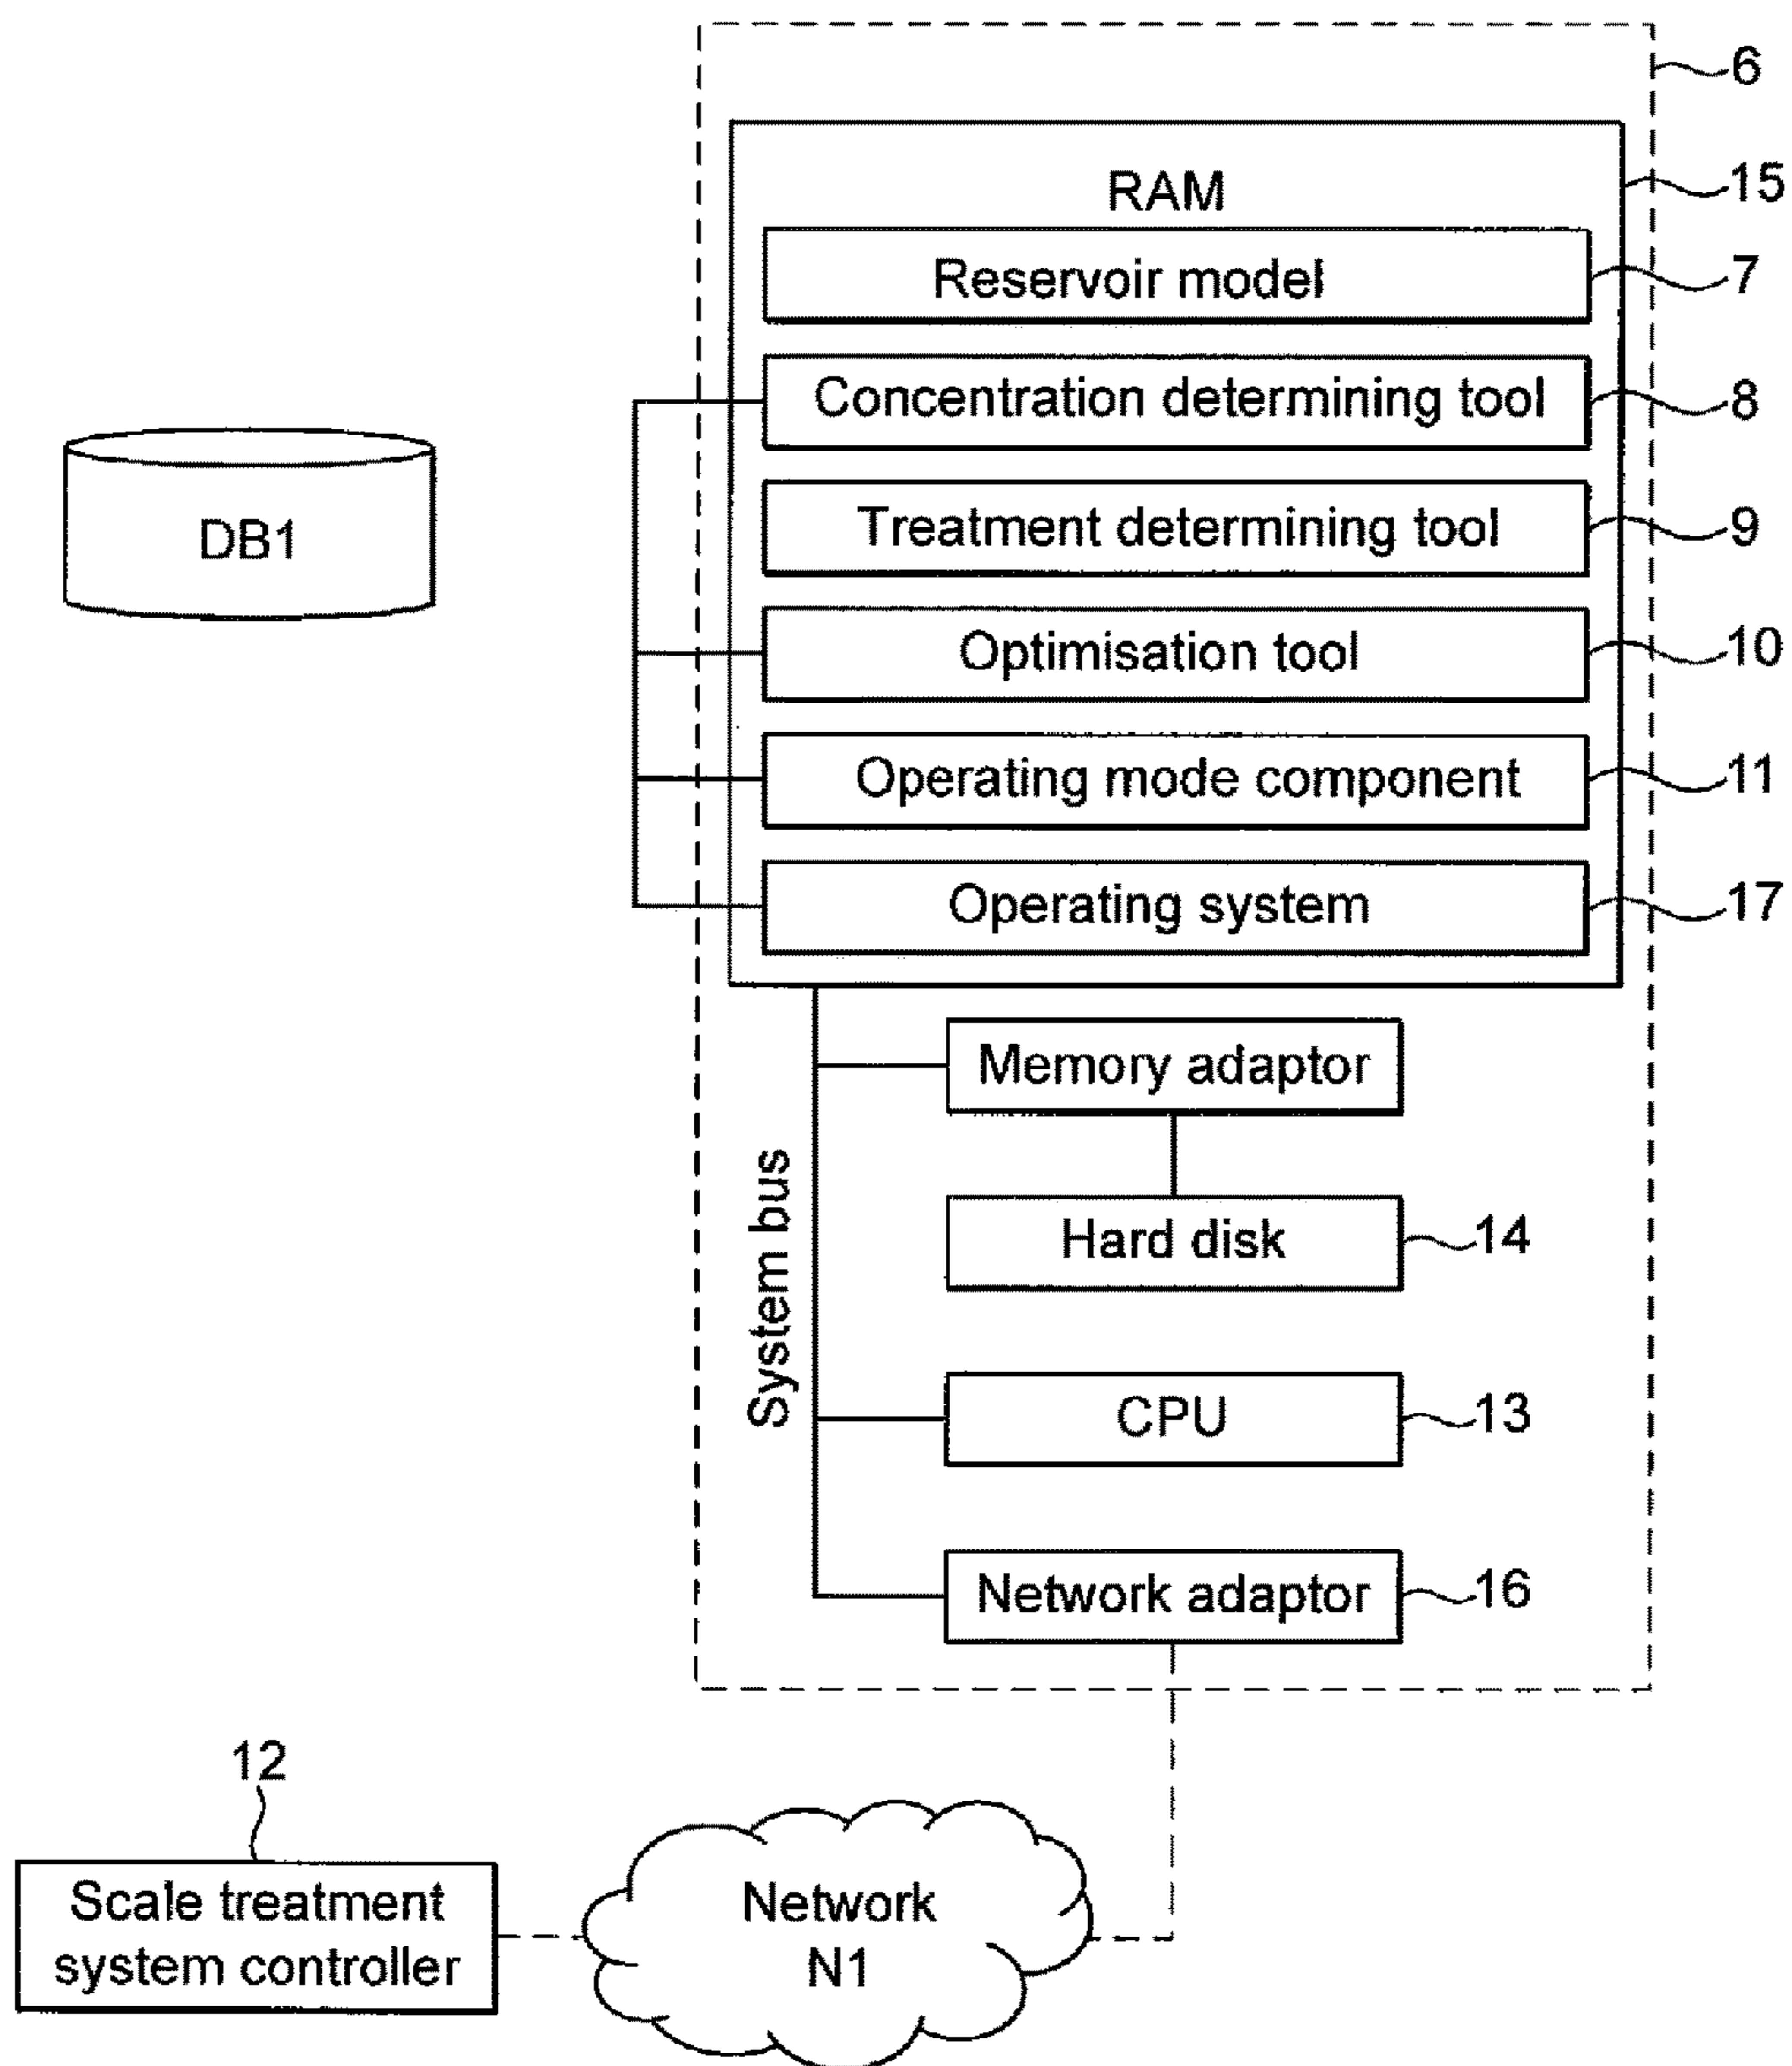 6
RAM
15
Reservoir model
7
Concentration determining tool
8
Treatment determining tool
9
DB1
Optimisation tool
10
Operating mode component
11
Operating system
17
Memory adaptor
System bus
Hard disk
14
CPU
13
Network adaptor
16
12
Scale treatment
system controller
Network
N1